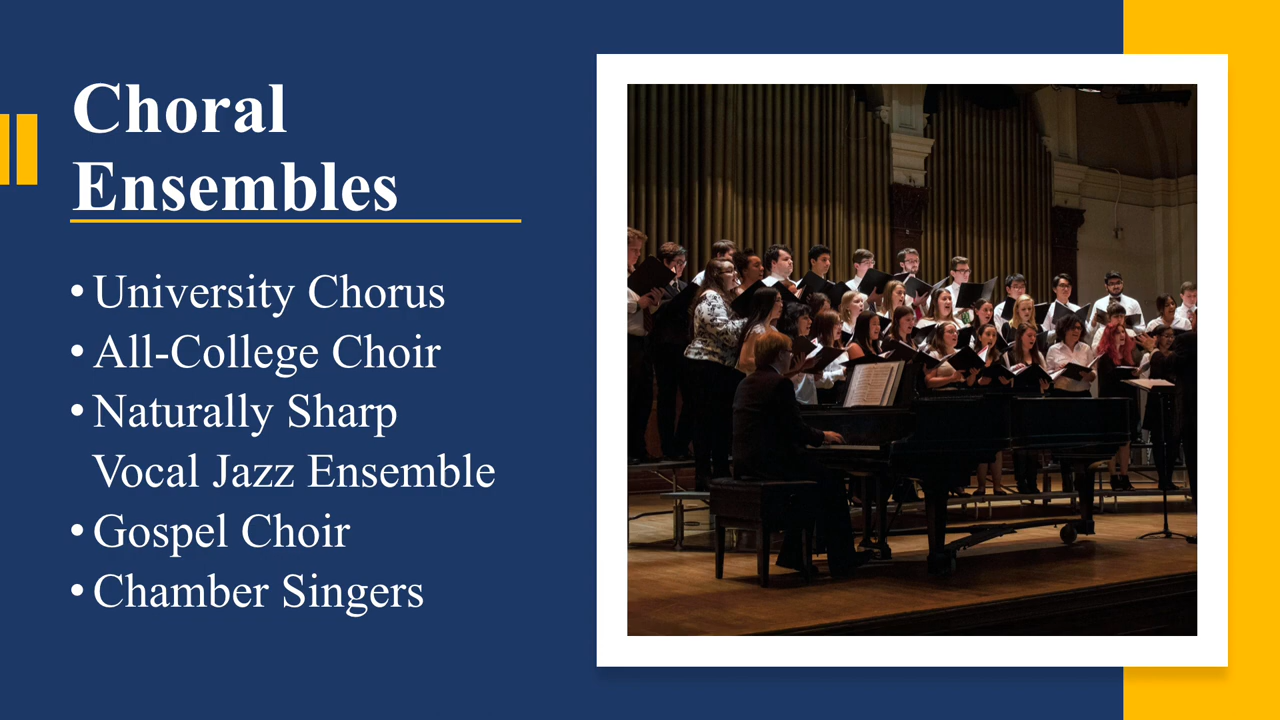 Choral
Ensembles
• University Chorus
• All-College Choir
• Naturally Sharp
Vocal Jazz Ensemble
• Gospel Choir
• Chamber Singers